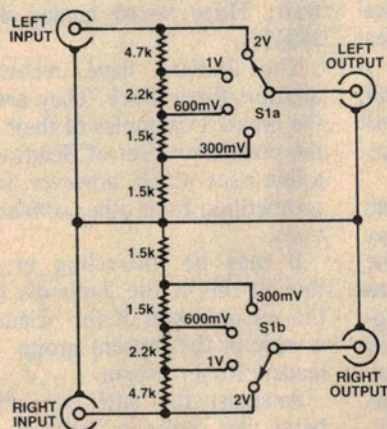 LEFT
INPUT
4.7k
2V
1V
2.2k
LEFT
OUTPUT
600mV
S1a
1.5k
300mV
1.5k
1.5k
1.5k
300mV
600mV
S1b
2.2k
1V
4.7k
2V
RIGHT
INPUT
RIGHT
OUTPUT